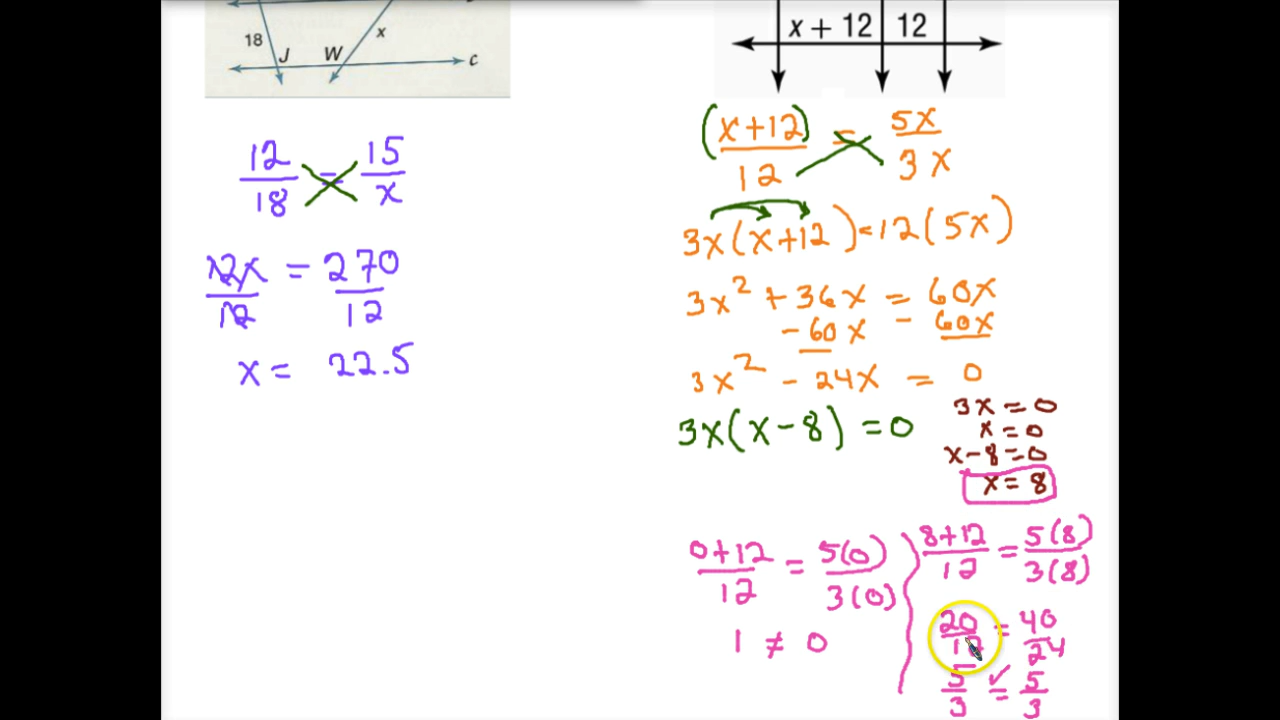 18
J
W
x
c
12/18 = 15/x
12x/12 = 270/12
x = 22.5
x + 12
12
(x+12)/12 = 5x/3x
3x(x+12) = 12(5x)
3x² + 36x = 60x
- 60x - 60x
3x² - 24x = 0
3x(x-8) = 0
3x = 0
x = 0
x-8=0
x = 8
0+12/12 = 5(0)/3(0)
1 ≠ 0
8+12/12 = 5(8)/3(8)
20/12 = 40/24
5/3 = 5/3